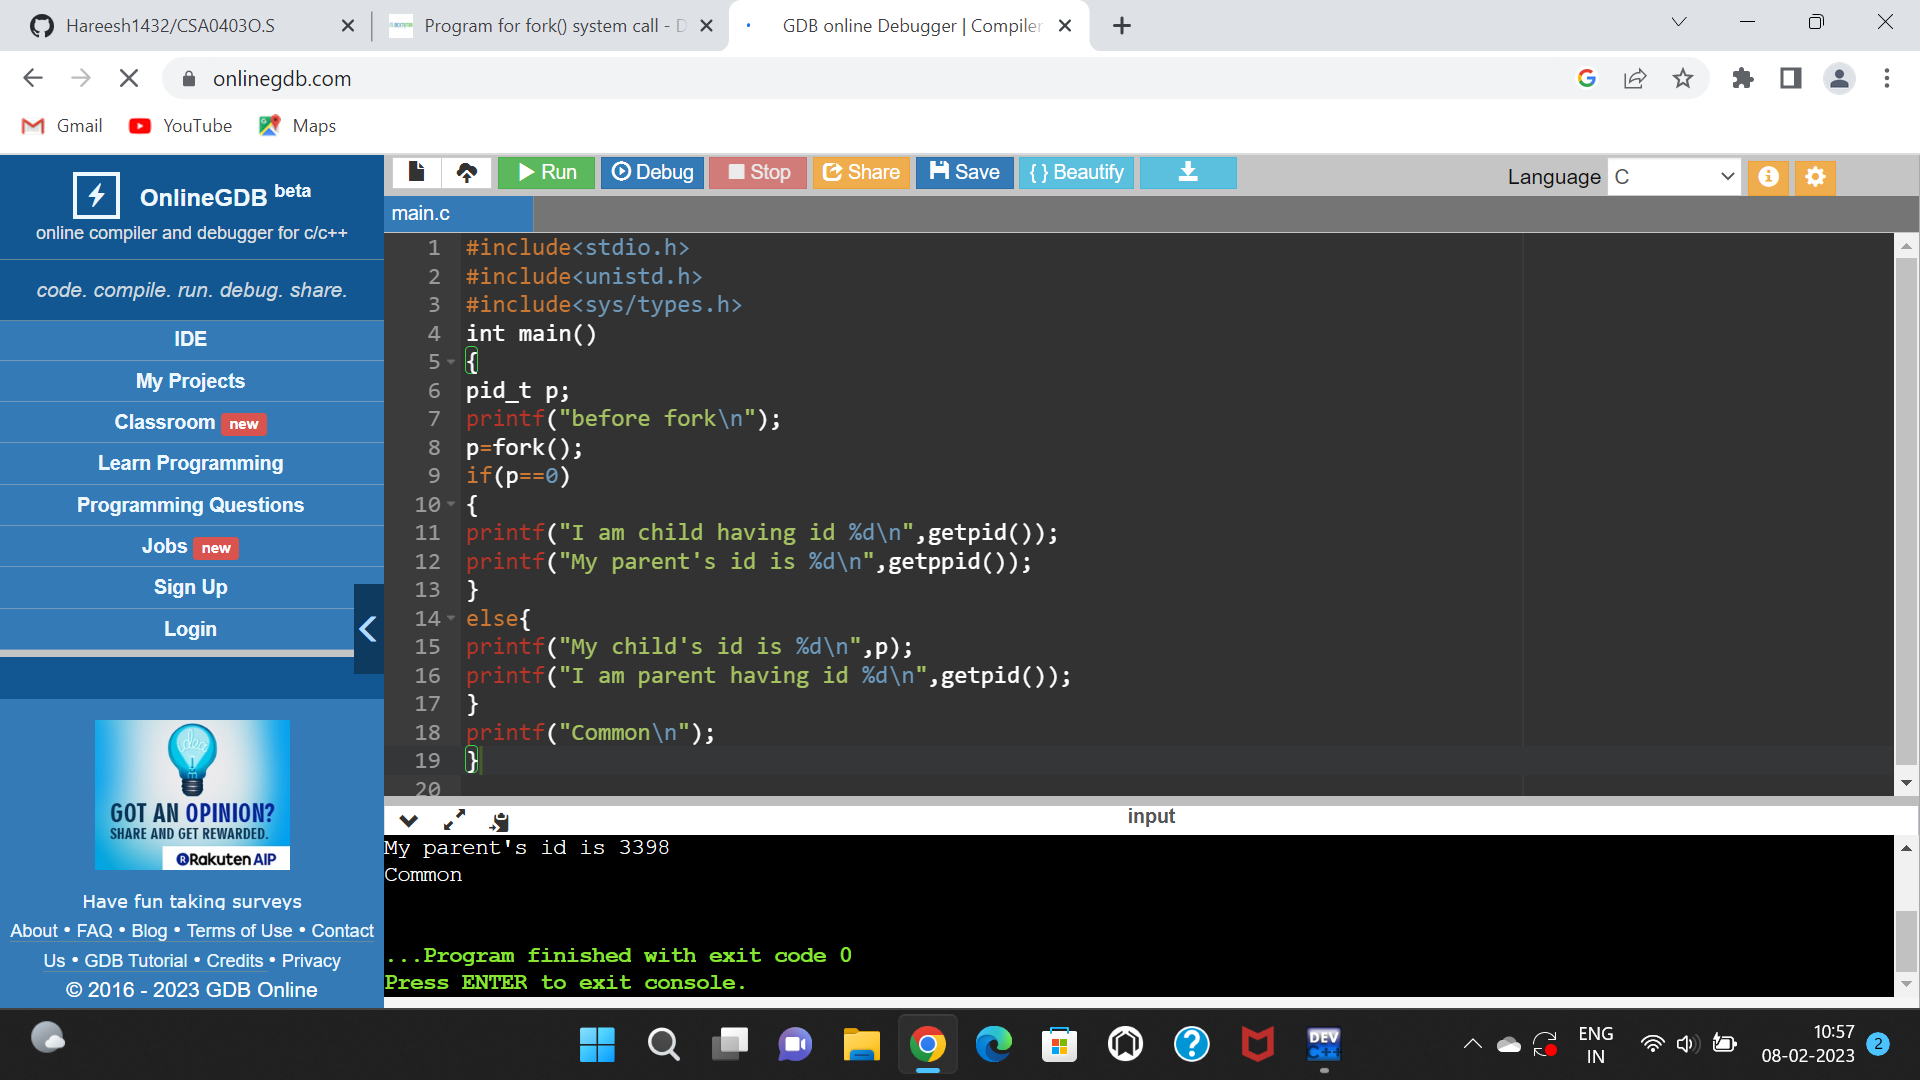 Hareesh1432/CSA0403O.S
Program for fork() system call - D
GDB online Debugger | Compiler
onlinegdb.com
Gmail
YouTube
Maps
OnlineGDB beta
online compiler and debugger for c/c++
code. compile. run. debug. share.
IDE
My Projects
Classroom new
Learn Programming
Programming Questions
Jobs new
Sign Up
Login
idea
GOT AN OPINION?
SHARE AND GET REWARDED.
Rakuten AIP
Have fun taking surveys
About • FAQ • Blog • Terms of Use • Contact
Us • GDB Tutorial • Credits • Privacy
© 2016 - 2023 GDB Online
Run
Debug
Stop
Share
Save
{ } Beautify
Language C
main.c
1 #include<stdio.h>
2 #include<unistd.h>
3 #include<sys/types.h>
4 int main()
5 {
6 pid_t p;
7 printf("before fork\n");
8 p=fork();
9 if(p==0)
10 {
11 printf("I am child having id %d\n",getpid());
12 printf("My parent's id is %d\n",getppid());
13 }
14 else{
15 printf("My child's id is %d\n",p);
16 printf("I am parent having id %d\n",getpid());
17 }
18 printf("Common\n");
19 }
20
input
My parent's id is 3398
Common
...Program finished with exit code 0
Press ENTER to exit console.
DEV
C++
ENG
IN
10:57
08-02-2023
2